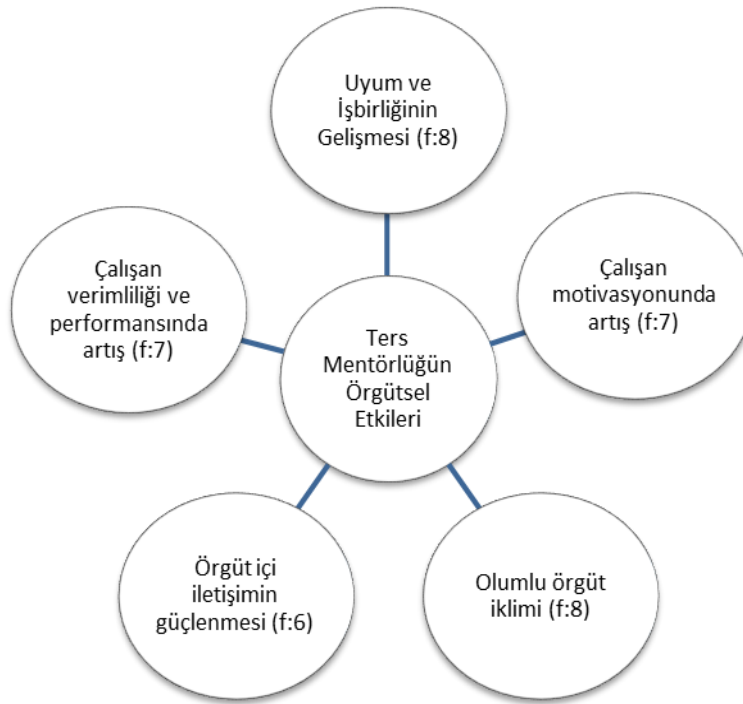 Uyum ve
İşbirliğinin
Gelişmesi (f:8)
Çalışan
verimliliği ve
performansında
artış (f:7)
Çalışan
motivasyonunda
artış (f:7)
Ters
Mentörlüğün
Örgütsel
Etkileri
Örgüt içi
iletişimin
güçlenmesi (f:6)
Olumlu örgüt
iklimi (f:8)